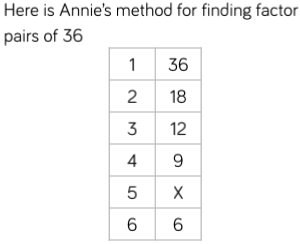 Here is Annie's method for finding factor
pairs of 36
1 36
2 18
3 12
4 9
5 X
6 6